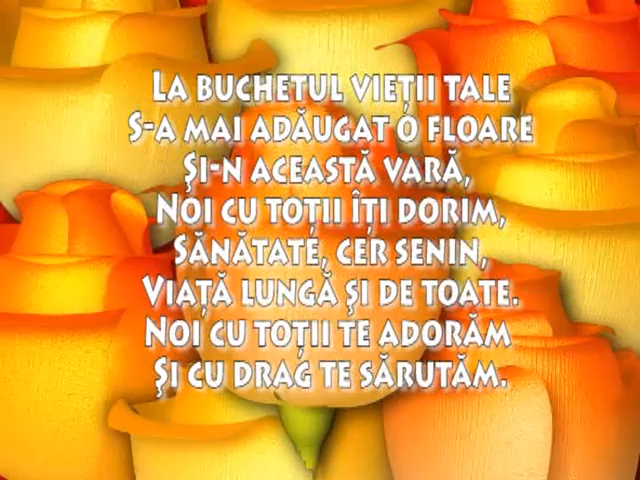 La buchetul vieții tale
S-a mai adăugat o floare
Și-n această vară,
Noi cu toții îți dorim,
Sănătate, cer senin,
Viață lungă și de toate.
Noi cu toții te adorăm
Și cu drag te sărutăm.